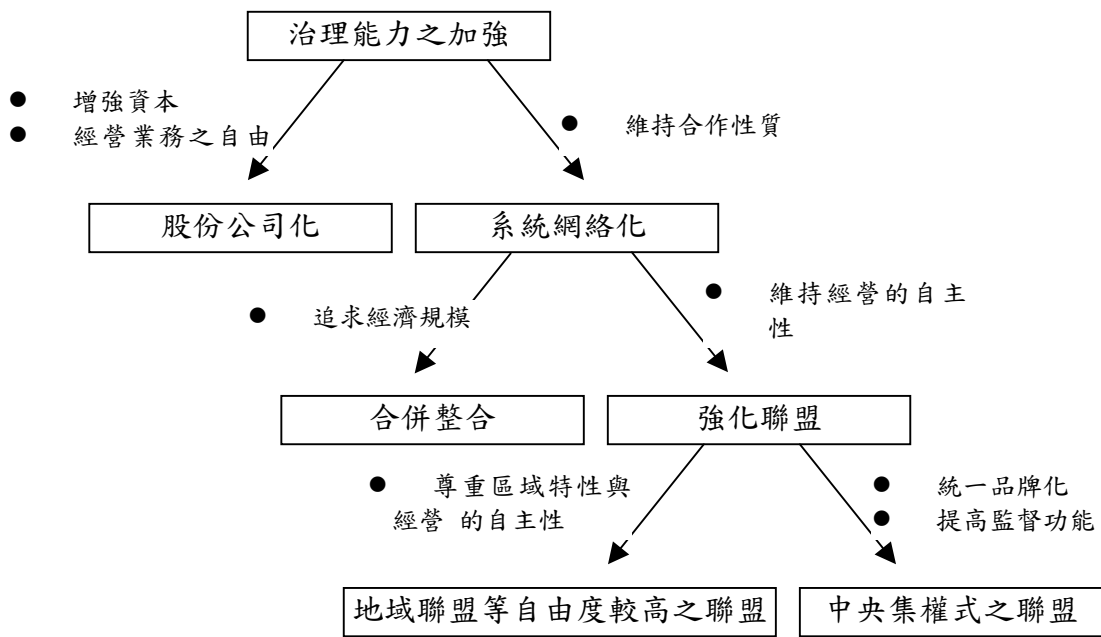 治理能力之加強
● 增強資本
● 經營業務之自由
● 維持合作性質
股份公司化
系統網絡化
● 追求經濟規模
● 維持經營的自主
性
合併整合
強化聯盟
● 尊重區域特性與
經營 的自主性
● 統一品牌化
● 提高監督功能
地域聯盟等自由度較高之聯盟
中央集權式之聯盟